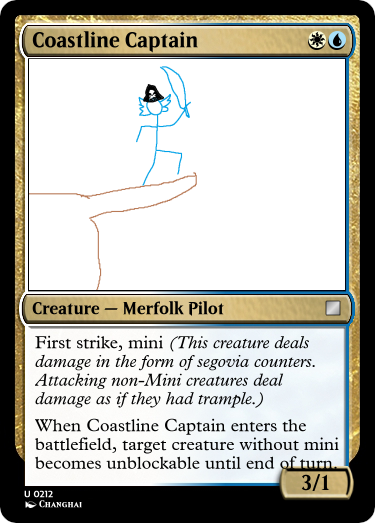 Coastline Captain
Creature — Merfolk Pilot
First strike, mini (This creature deals
damage in the form of segovia counters.
Attacking non-Mini creatures deal
damage as if they had trample.)
When Coastline Captain enters the
battlefield, target creature without mini
becomes unblockable until end of turn.
3/1
U 0212
Changhai